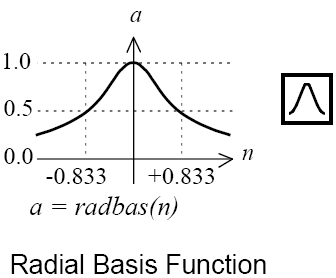 a
1.0
0.5
0.0
n
-0.833 +0.833
a = radbas(n)
Radial Basis Function